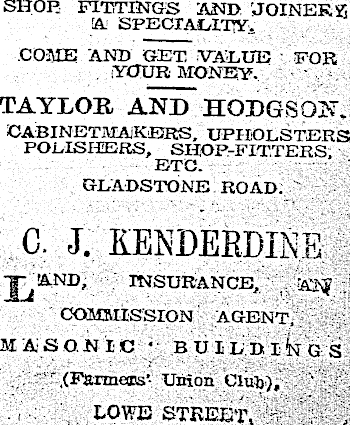 SHOP FITTINGS AND JOINERY
A SPECIALITY.
COME AND GET VALUE FOR
YOUR MONEY.
TAYLOR AND HODGSON.
CABINETMAKERS, UPHOLSTERS
POLISHERS, SHOP-FITTERS,
ETC.
GLADSTONE ROAD.
C. J. KENDERDINE
LAND, INSURANCE, AN
COMMISSION AGENT,
MASONIC BUILDINGS
(Farmers' Union Club),
LOWE STREET,